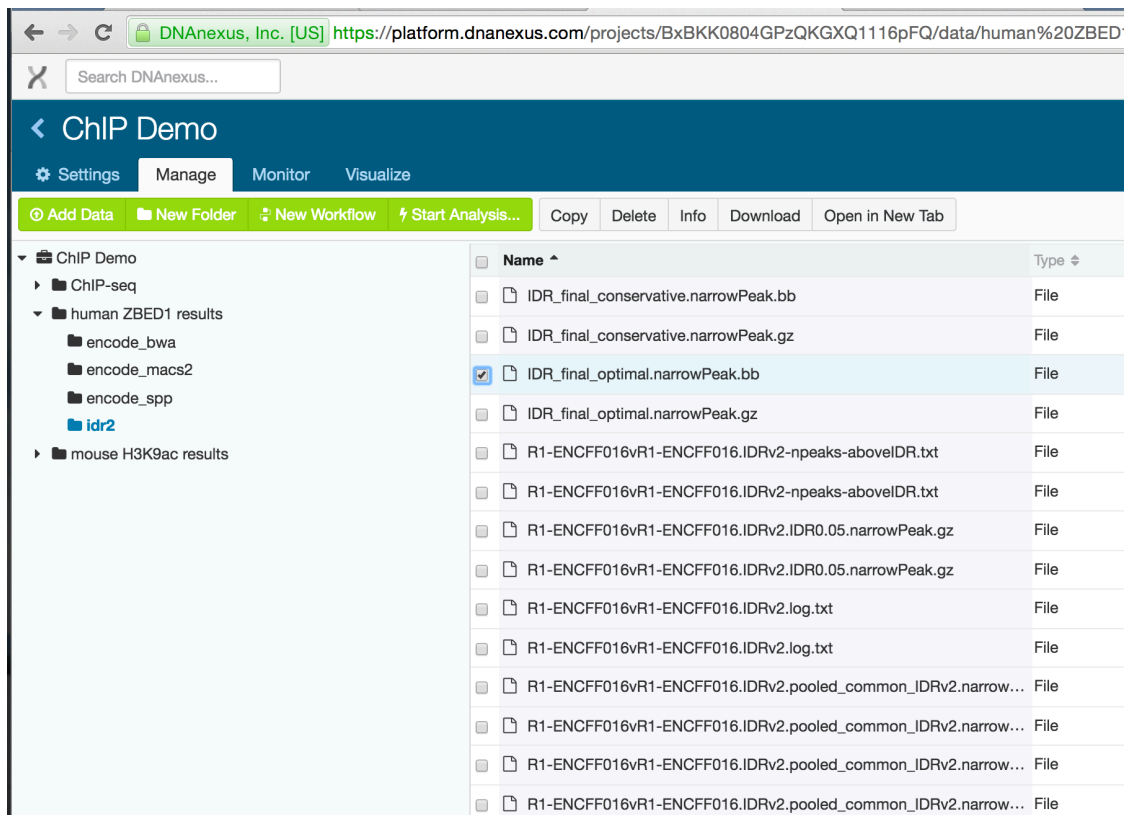 DNAnexus, Inc. [US] https://platform.dnanexus.com/projects/BxBKK0804GPzQKGXQ1116pFQ/data/human%20ZBED1
Search DNAnexus...
ChIP Demo
Settings Manage Monitor Visualize
Add Data New Folder New Workflow Start Analysis... Copy Delete Info Download Open in New Tab
ChIP Demo
ChIP-seq
human ZBED1 results
encode_bwa
encode_macs2
encode_spp
idr2
mouse H3K9ac results
Name Type
IDR_final_conservative.narrowPeak.bb File
IDR_final_conservative.narrowPeak.gz File
IDR_final_optimal.narrowPeak.bb File
IDR_final_optimal.narrowPeak.gz File
R1-ENCFF016vR1-ENCFF016.IDRv2-npeaks-aboveIDR.txt File
R1-ENCFF016vR1-ENCFF016.IDRv2-npeaks-aboveIDR.txt File
R1-ENCFF016vR1-ENCFF016.IDRv2.IDR0.05.narrowPeak.gz File
R1-ENCFF016vR1-ENCFF016.IDRv2.IDR0.05.narrowPeak.gz File
R1-ENCFF016vR1-ENCFF016.IDRv2.log.txt File
R1-ENCFF016vR1-ENCFF016.IDRv2.log.txt File
R1-ENCFF016vR1-ENCFF016.IDRv2.pooled_common_IDRv2.narrow... File
R1-ENCFF016vR1-ENCFF016.IDRv2.pooled_common_IDRv2.narrow... File
R1-ENCFF016vR1-ENCFF016.IDRv2.pooled_common_IDRv2.narrow... File
R1-ENCFF016vR1-ENCFF016.IDRv2.pooled_common_IDRv2.narrow... File